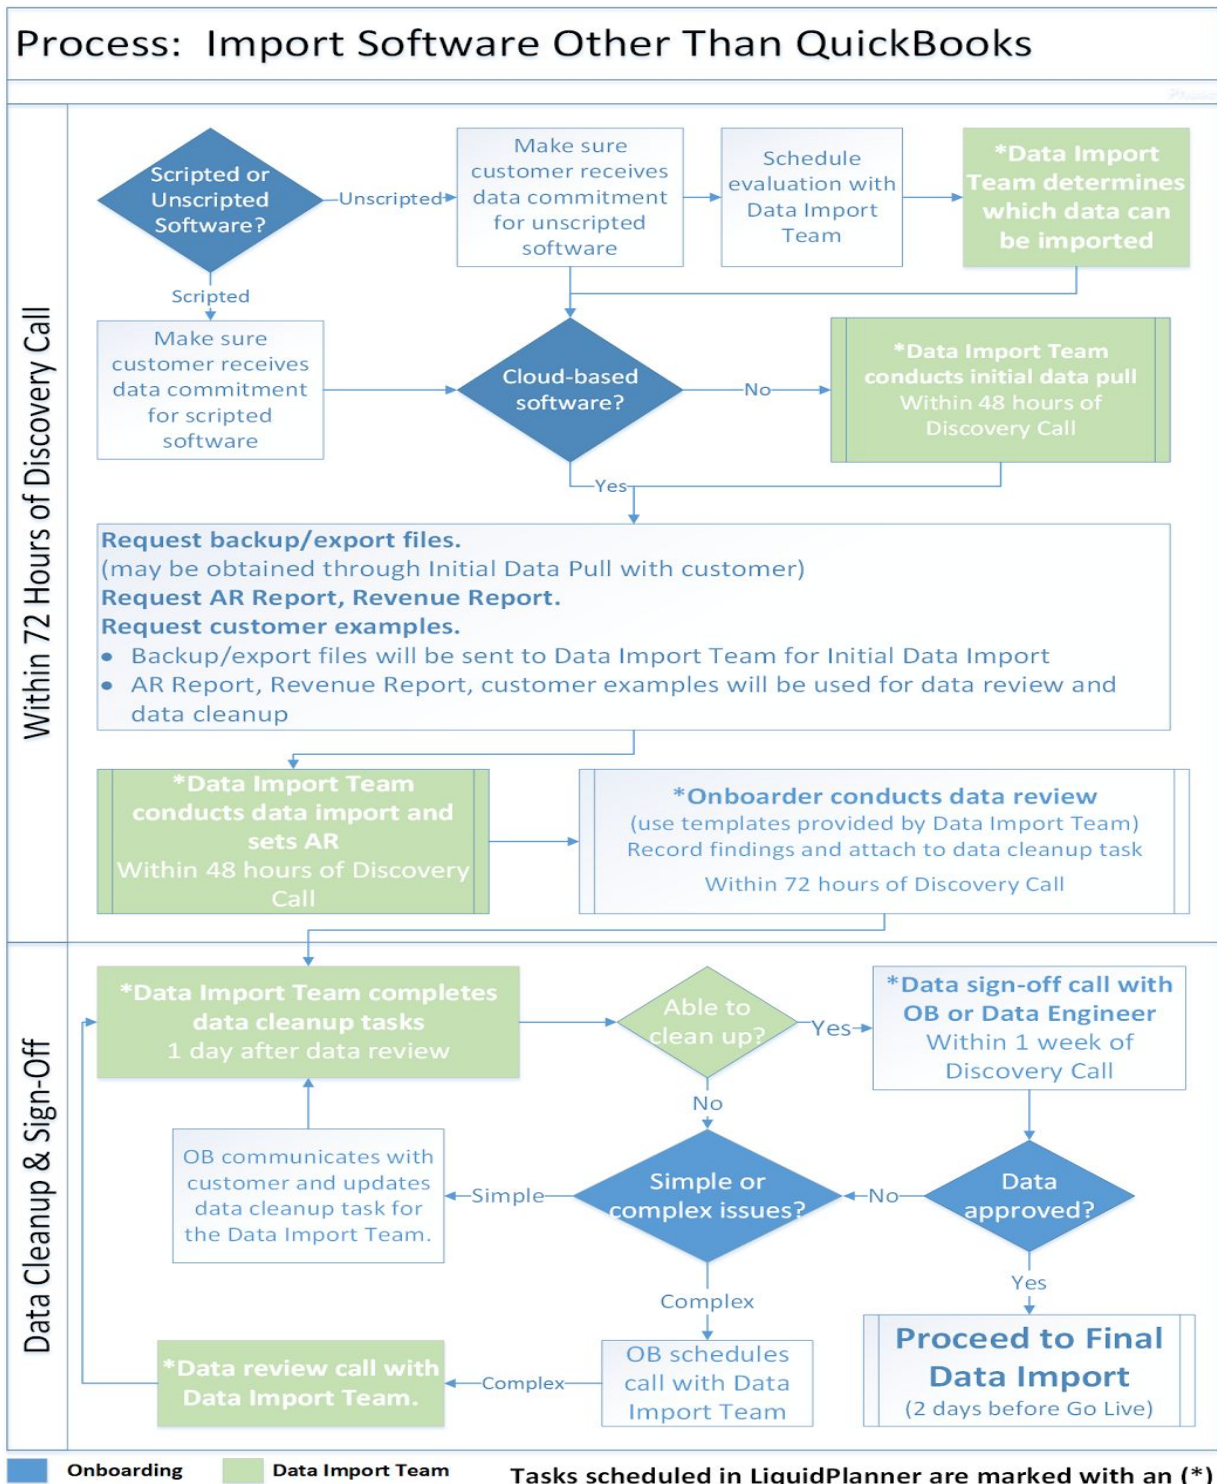 Process:  Import Software Other Than QuickBooks
Phase
Within 72 Hours of Discovery Call
Scripted or
Unscripted
Software?
Unscripted
Make sure
customer receives
data commitment
for unscripted
software
Schedule
evaluation with
Data Import
Team
*Data Import
Team determines
which data can
be imported
Scripted
Make sure
customer receives
data commitment
for scripted
software
Cloud-based
software?
No
*Data Import Team
conducts initial data pull
Within 48 hours of
Discovery Call
Yes
Request backup/export files.
(may be obtained through Initial Data Pull with customer)
Request AR Report, Revenue Report.
Request customer examples.
• Backup/export files will be sent to Data Import Team for Initial Data Import
• AR Report, Revenue Report, customer examples will be used for data review and
data cleanup
*Data Import Team
conducts data import and
sets AR
Within 48 hours of Discovery
Call
*Onboarder conducts data review
(use templates provided by Data Import Team)
Record findings and attach to data cleanup task
Within 72 hours of Discovery Call
Data Cleanup & Sign-Off
*Data Import Team completes
data cleanup tasks
1 day after data review
Able to
clean up?
Yes
*Data sign-off call with
OB or Data Engineer
Within 1 week of
Discovery Call
No
OB communicates with
customer and updates
data cleanup task for
the Data Import Team.
Simple
Simple or
complex issues?
No
Data
approved?
Complex
Yes
*Data review call with
Data Import Team.
Complex
OB schedules
call with Data
Import Team
Proceed to Final
Data Import
(2 days before Go Live)
Onboarding
Data Import Team
Tasks scheduled in LiquidPlanner are marked with an (*)